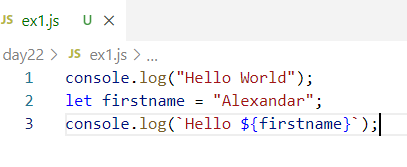 JS ex1.js U X
day22 > JS ex1.js > ...
1 console.log("Hello World");
2 let firstname = "Alexandar";
3 console.log(`Hello ${firstname}`);